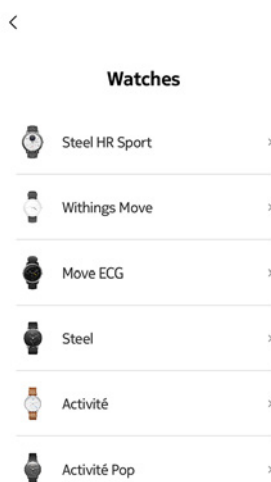 Watches
Steel HR Sport
Withings Move
Move ECG
Steel
Activité
Activité Pop